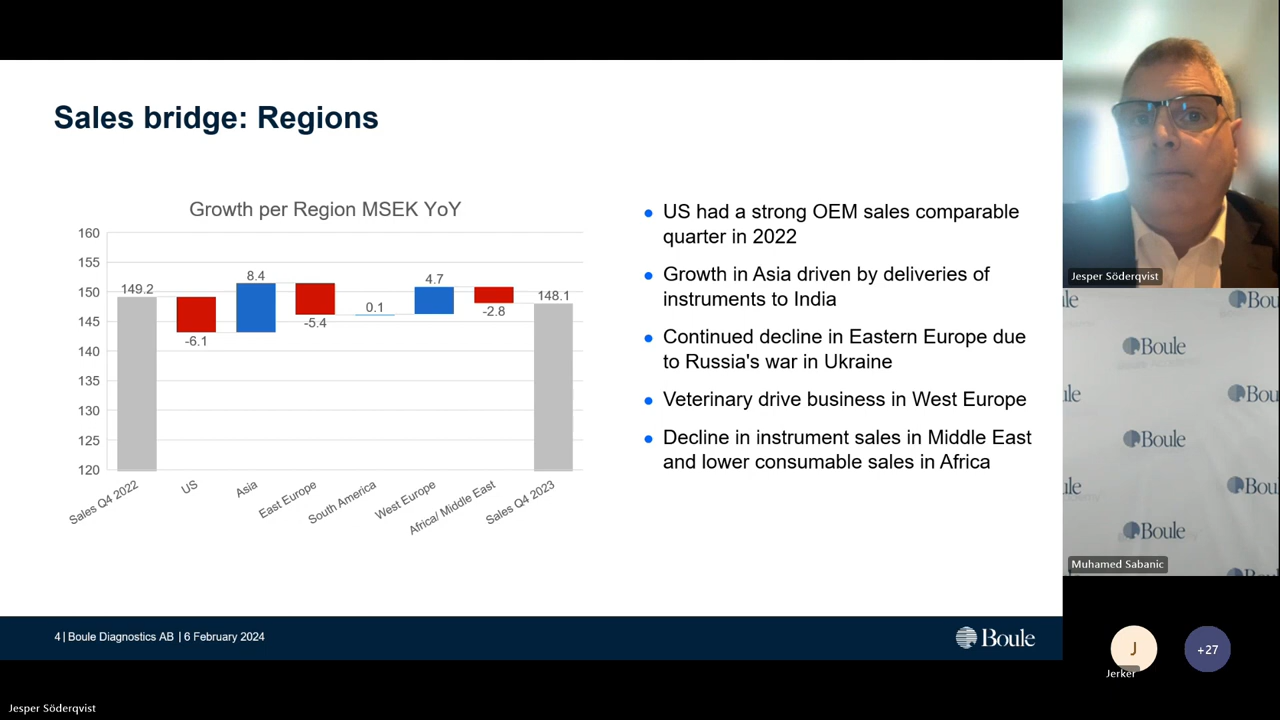 Sales bridge: Regions
Growth per Region MSEK YoY
160
155
150
145
140
135
130
125
120
149.2
-6.1
8.4
-5.4
0.1
4.7
-2.8
148.1
Sales Q4 2022
US
Asia
East Europe
South America
West Europe
Africa/ Middle East
Sales Q4 2023
US had a strong OEM sales comparable
quarter in 2022
Growth in Asia driven by deliveries of
instruments to India
Continued decline in Eastern Europe due
to Russia's war in Ukraine
Veterinary drive business in West Europe
Decline in instrument sales in Middle East
and lower consumable sales in Africa
4 | Boule Diagnostics AB | 6 February 2024
Boule
Jesper Söderqvist
ule
Boule
Boule
ule
Bou
Boule
ule
Bou
Boule
Muhamed Sabanic
J
Jerker
+27
Jesper Söderqvist